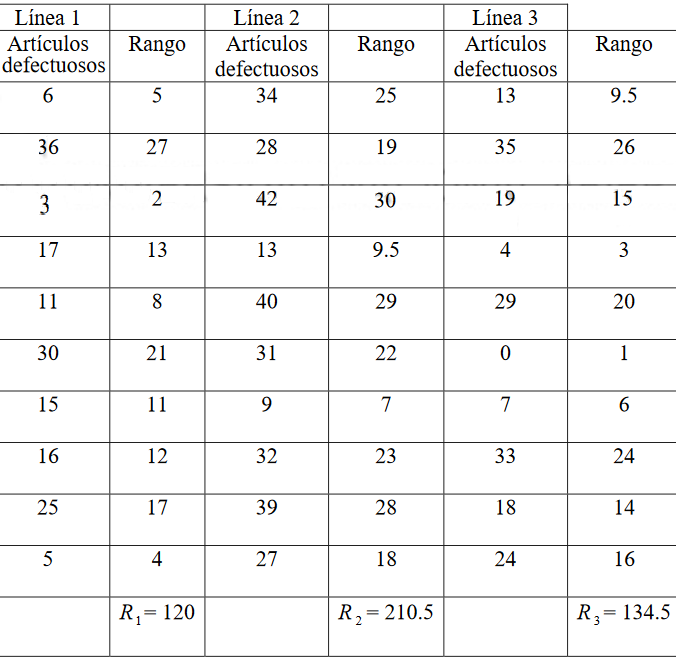 Línea 1 Línea 2 Línea 3
Artículos defectuosos Rango Artículos defectuosos Rango Artículos defectuosos Rango
6 5 34 25 13 9.5
36 27 28 19 35 26
3 2 42 30 19 15
17 13 13 9.5 4 3
11 8 40 29 29 20
30 21 31 22 0 1
15 11 9 7 7 6
16 12 32 23 33 24
25 17 39 28 18 14
5 4 27 18 24 16
R1 = 120 R2 = 210.5 R3 = 134.5